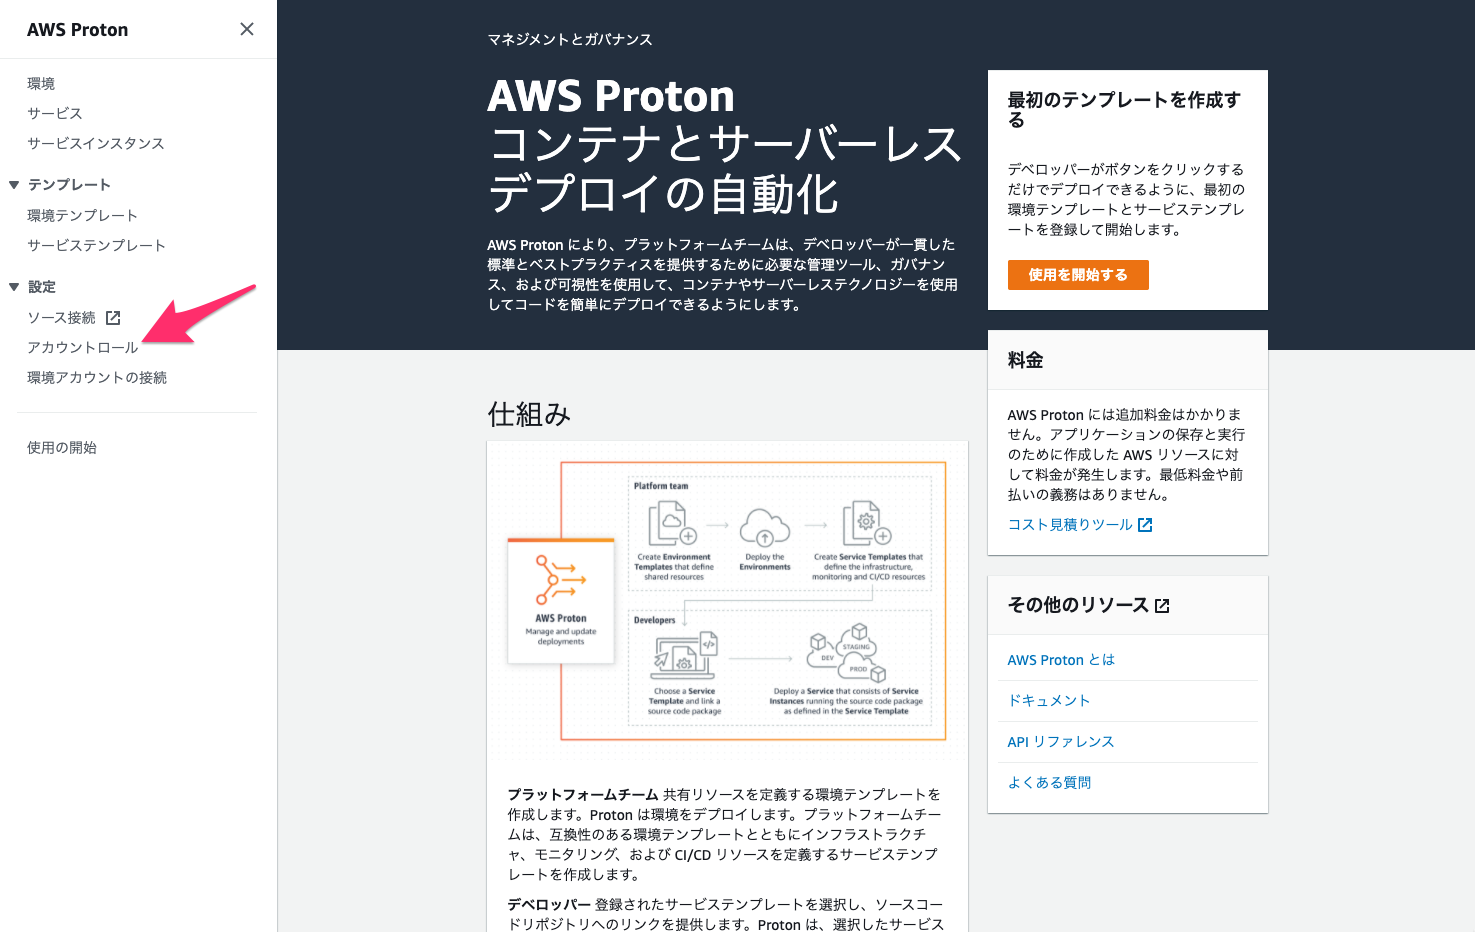 AWS Proton
環境
サービス
サービスインスタンス
テンプレート
環境テンプレート
サービステンプレート
設定
ソース接続
アカウントロール
環境アカウントの接続
使用の開始
マネジメントとガバナンス
AWS Proton
コンテナとサーバーレス
デプロイの自動化
AWS Proton により、プラットフォームチームは、デベロッパーが一貫した
標準とベストプラクティスを提供するために必要な管理ツール、ガバナン
ス、および可視性を使用して、コンテナやサーバーレステクノロジーを使用
してコードを簡単にデプロイできるようにします。
最初のテンプレートを作成す
る
デベロッパーがボタンをクリックする
だけでデプロイできるように、最初の
環境テンプレートとサービステンプレ
ートを登録して開始します。
使用を開始する
料金
AWS Proton には追加料金はかかりま
せん。アプリケーションの保存と実行
のために作成した AWS リソースに対
して料金が発生します。最低料金や前
払いの義務はありません。
コスト見積りツール
その他のリソース
AWS Proton とは
ドキュメント
API リファレンス
よくある質問
仕組み
AWS Proton
Manage and update
deployments
Platform team
Create Environment
Templates that define
shared resources
Deploy the
Environments
Create Service Templates that
define the infrastructure,
monitoring and CI/CD resources
Developers
Choose a Service
Template and link a
source code package
DEV
STAGING
PROD
Deploy a Service that consists of Service
Instances running the source code package
as defined in the Service Template
プラットフォームチーム 共有リソースを定義する環境テンプレートを
作成します。Proton は環境をデプロイします。プラットフォームチー
ムは、互換性のある環境テンプレートとともにインフラストラクチ
ャ、モニタリング、および CI/CD リソースを定義するサービステンプ
レートを作成します。
デベロッパー 登録されたサービステンプレートを選択し、ソースコー
ドリポジトリへのリンクを提供します。Proton は、選択したサービス